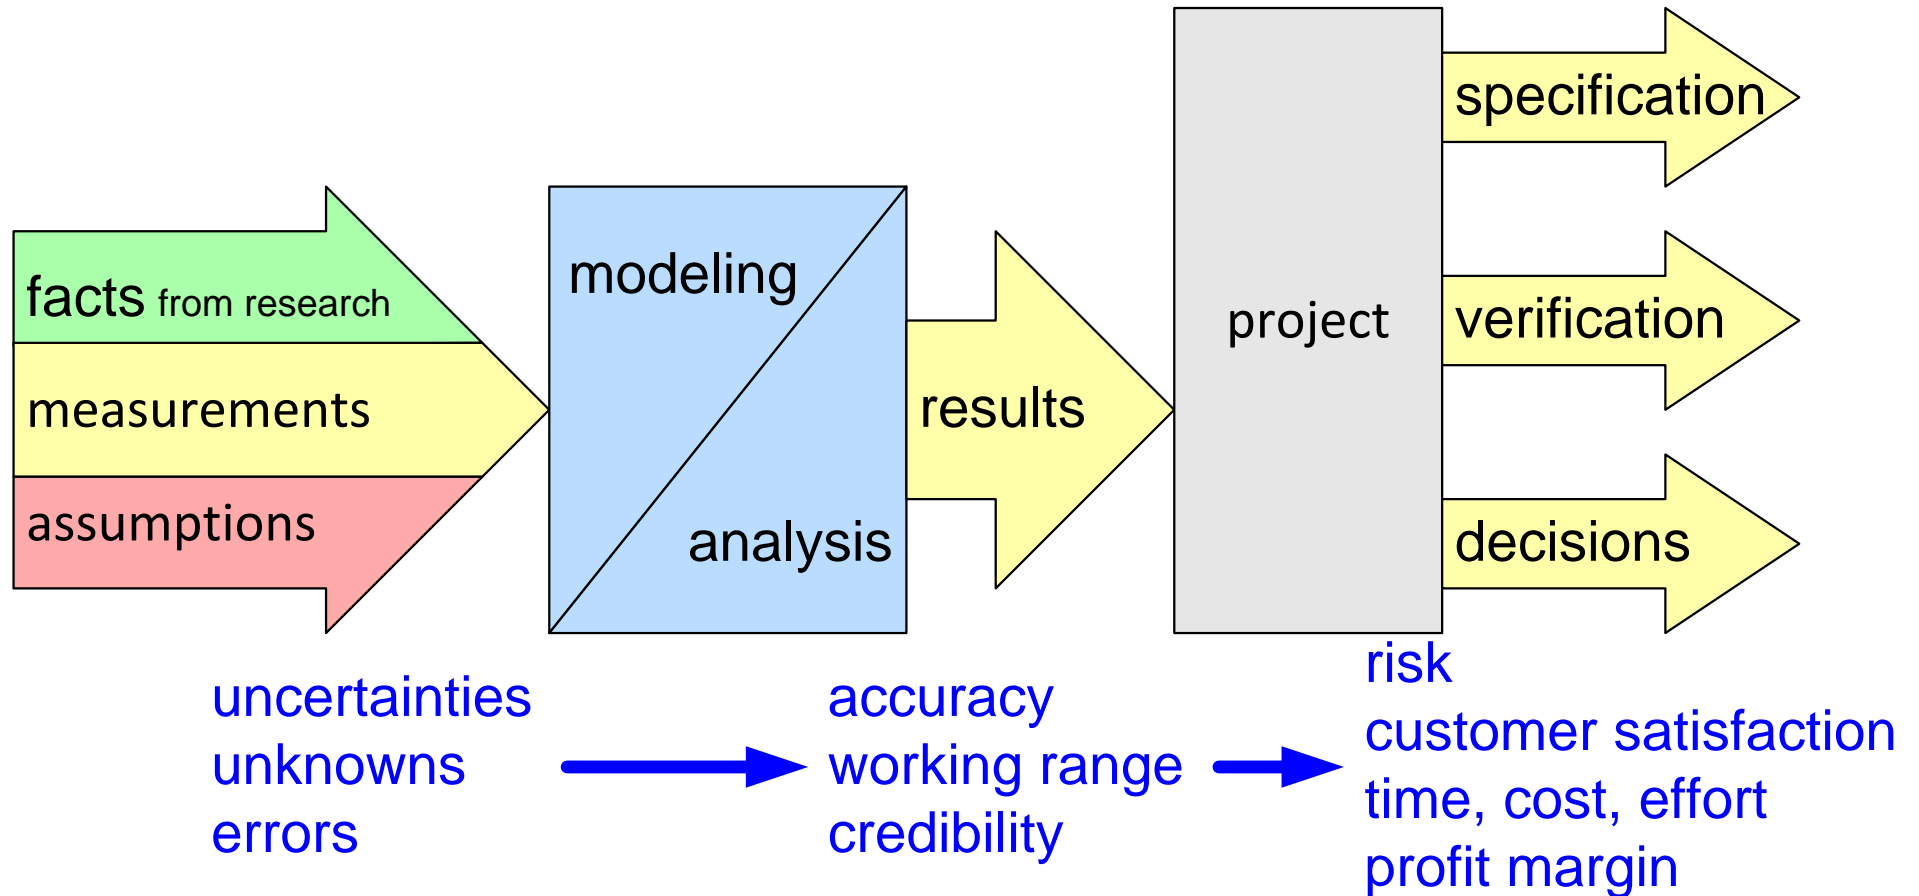 facts from research
measurements
assumptions
modeling
analysis
results
project
specification
verification
decisions
uncertainties
unknowns
errors
accuracy
working range
credibility
risk
customer satisfaction
time, cost, effort
profit margin